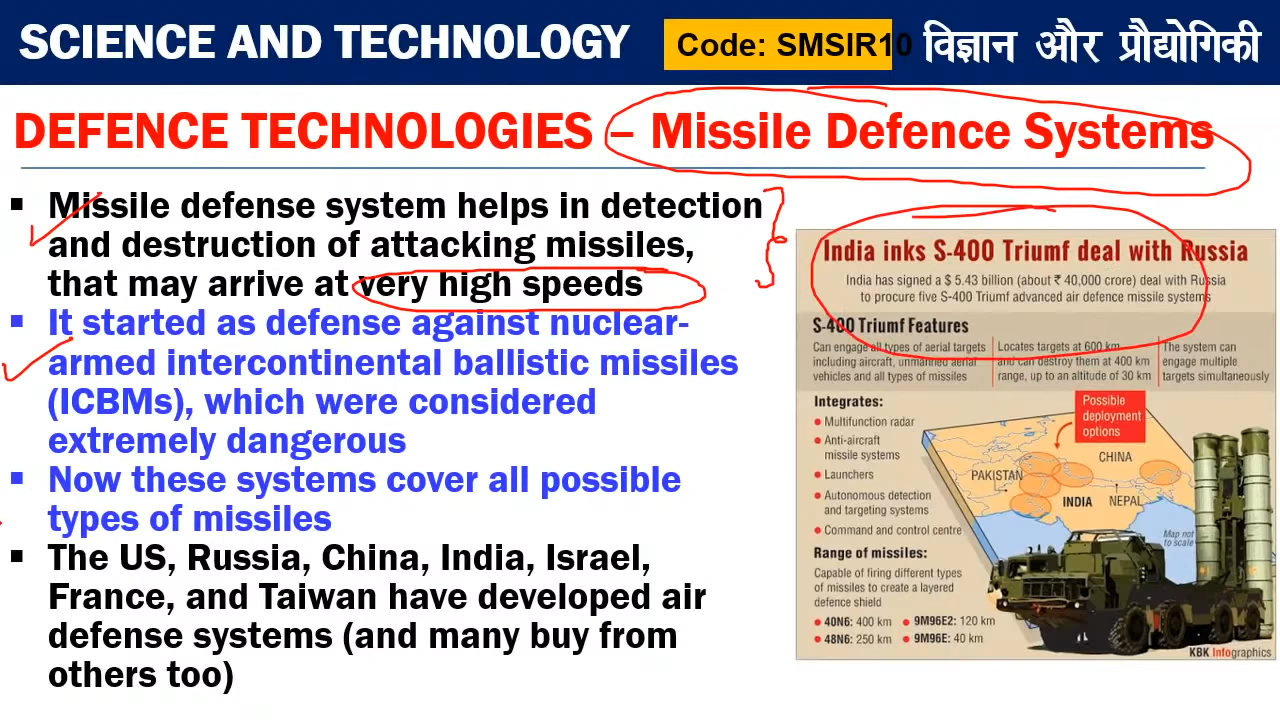 SCIENCE AND TECHNOLOGY
Code: SMSIR10
विज्ञान और प्रौद्योगिकी
DEFENCE TECHNOLOGIES – Missile Defence Systems
▪ Missile defense system helps in detection
and destruction of attacking missiles,
that may arrive at very high speeds
▪ It started as defense against nuclear-
armed intercontinental ballistic missiles
(ICBMs), which were considered
extremely dangerous
▪ Now these systems cover all possible
types of missiles
▪ The US, Russia, China, India, Israel,
France, and Taiwan have developed air
defense systems (and many buy from
others too)
India inks S-400 Triumf deal with Russia
India has signed a $ 5.43 billion (about ₹ 40,000 crore) deal with Russia
to procure five S-400 Triumf advanced air defence missile systems
S-400 Triumf Features
Can engage all types of aerial targets
including aircraft, unmanned aerial
vehicles and all types of missiles
Locates targets at 600 km
and can destroy them at 400 km
range, up to an altitude of 30 km
The system can
engage multiple
targets simultaneously
Integrates:
● Multifunction radar
● Anti-aircraft
missile systems
● Launchers
● Autonomous detection
and targeting systems
● Command and control centre
Possible
deployment
options
PAKISTAN
CHINA
INDIA
NEPAL
Map not
to scale
Range of missiles:
Capable of firing different types
of missiles to create a layered
defence shield
● 40N6: 400 km ● 9M96E2: 120 km
● 48N6: 250 km ● 9M96E: 40 km
KBK Infographics